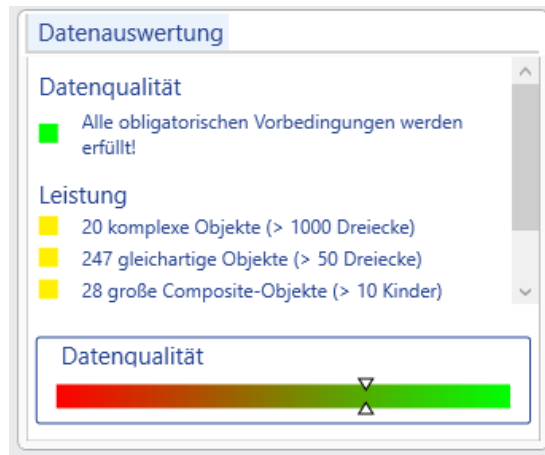 Datenauswertung
Datenqualität
Alle obligatorischen Vorbedingungen werden
erfüllt!
Leistung
20 komplexe Objekte (> 1000 Dreiecke)
247 gleichartige Objekte (> 50 Dreiecke)
28 große Composite-Objekte (> 10 Kinder)
Datenqualität